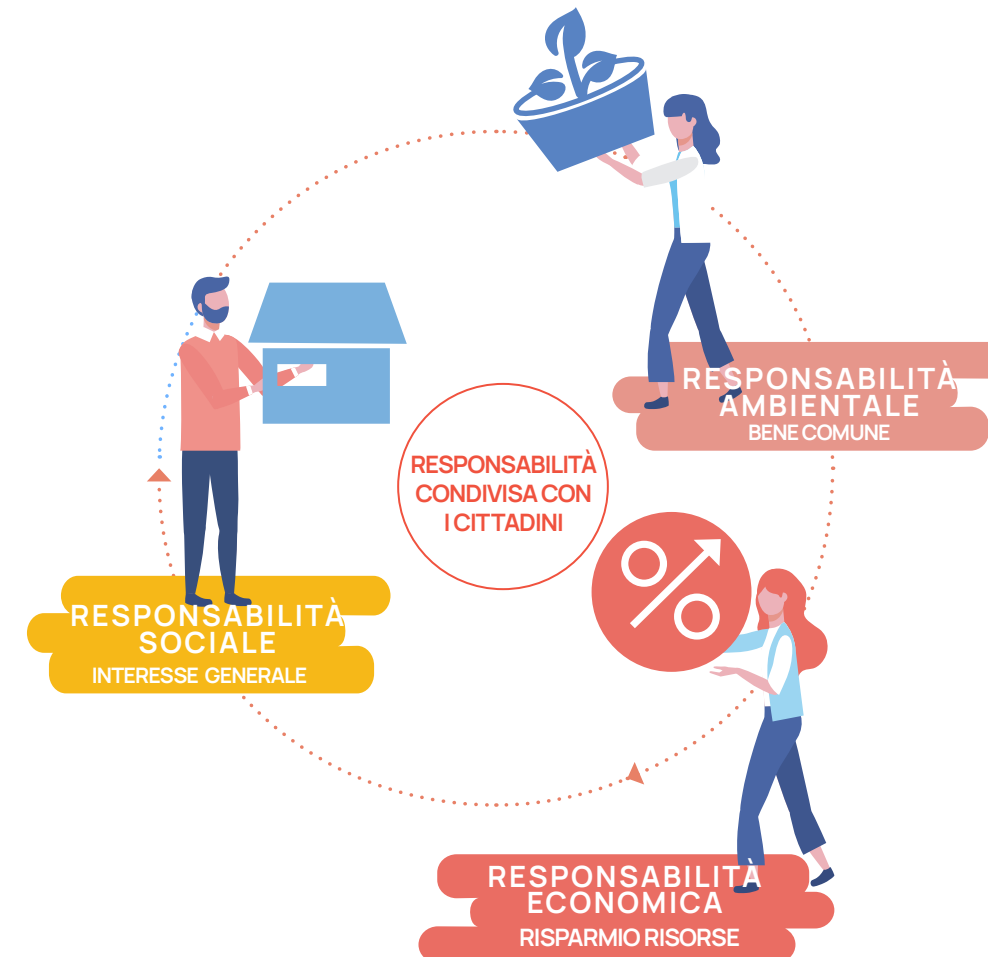 RESPONSABILITÀ
AMBIENTALE
BENE COMUNE
RESPONSABILITÀ
CONDIVISA CON
I CITTADINI
RESPONSABILITÀ
SOCIALE
INTERESSE GENERALE
RESPONSABILITÀ
ECONOMICA
RISPARMIO RISORSE